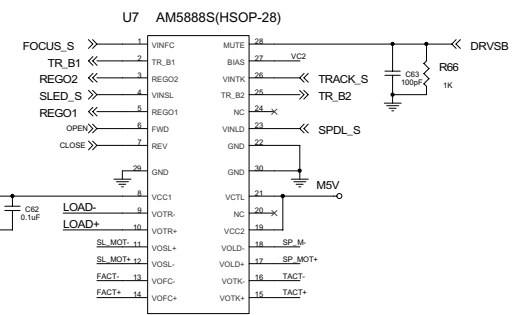 U7 AM5888S(HSOP-28)
FOCUS_S 1 VINFC MUTE 28 DRVSB
TR_B1 2 TR_B1 BIAS 27 VC2
REGO2 3 REGO2 VINTK 26 TRACK_S
SLED_S 4 VINSL TR_B2 25 TR_B2
REGO1 5 REGO1 NC 24
OPEN 6 FWD VINLD 23 SPDL_S
CLOSE 7 REV GND 22
C63
100pF
R66
1K
29 GND GND 30
M5V
8 VCC1 VCTL 21
C62
0.1uF
LOAD- 9 VOTR- NC 20
LOAD+ 10 VOTR+ VCC2 19
SL_MOT- 11 VOSL+ VOLD- 18 SP_M-
SL_MOT+ 12 VOSL- VOLD+ 17 SP_MOT+
FACT- 13 VOFC- VOTK- 16 TACT-
FACT+ 14 VOFC+ VOTK+ 15 TACT+